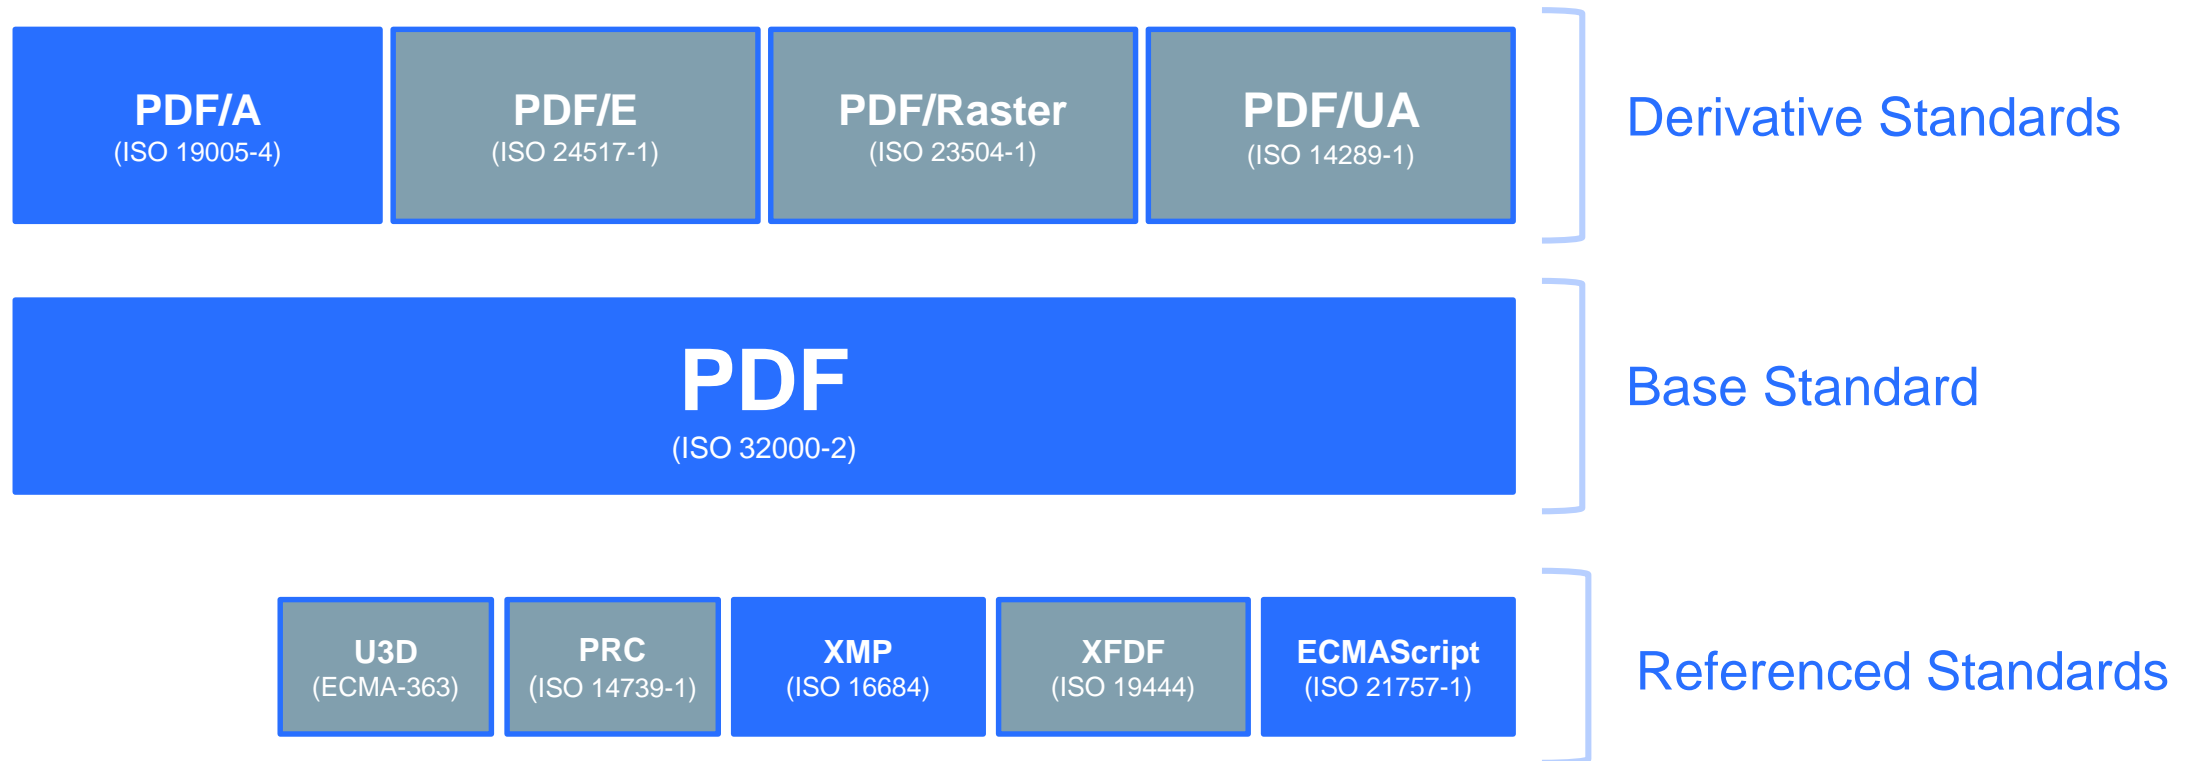 PDF/A
(ISO 19005-4)
PDF/E
(ISO 24517-1)
PDF/Raster
(ISO 23504-1)
PDF/UA
(ISO 14289-1)
Derivative Standards
PDF
(ISO 32000-2)
Base Standard
U3D
(ECMA-363)
PRC
(ISO 14739-1)
XMP
(ISO 16684)
XFDF
(ISO 19444)
ECMAScript
(ISO 21757-1)
Referenced Standards